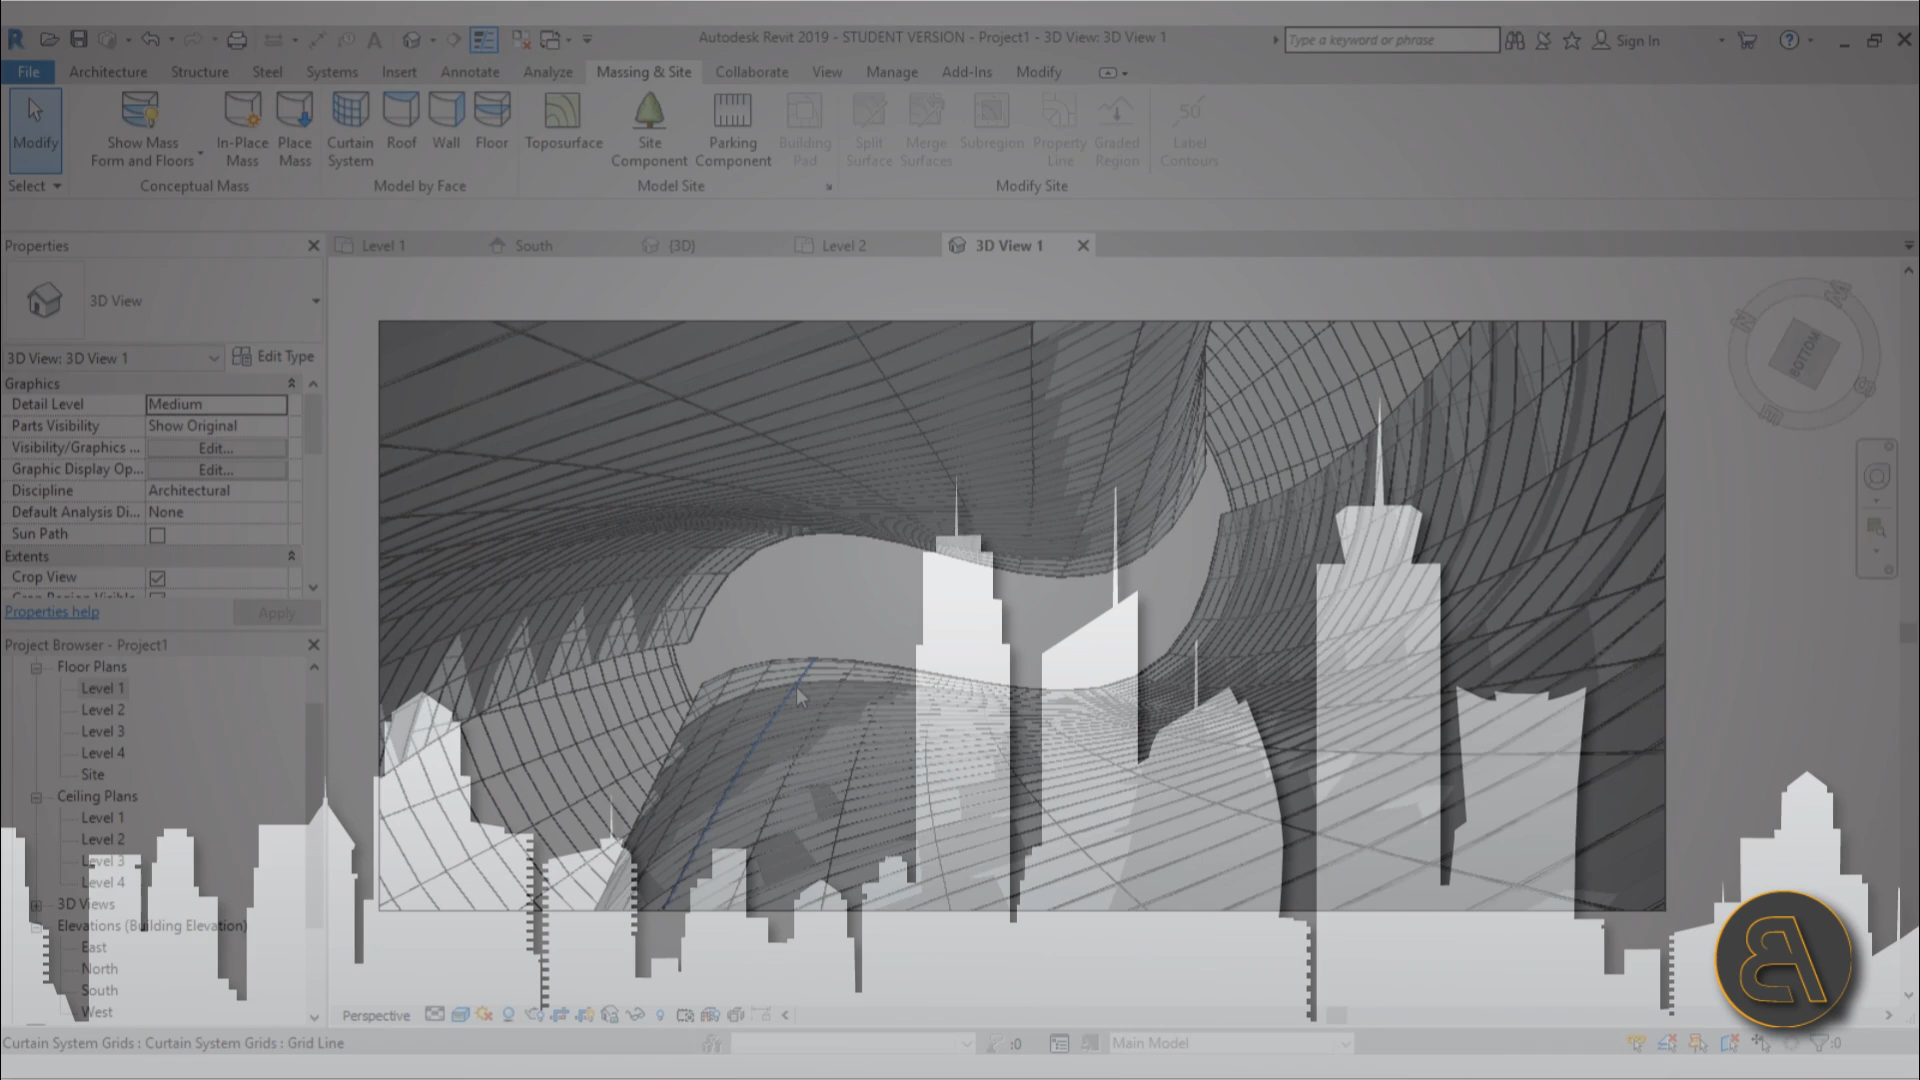 Autodesk Revit 2019 - STUDENT VERSION - Project1 - 3D View: 3D View 1
Type a keyword or phrase
Sign In
File Architecture Structure Steel Systems Insert Annotate Analyze Massing & Site Collaborate View Manage Add-Ins Modify
Modify
Show Mass
Form and Floors
In-Place
Mass
Place
Mass
Curtain
System
Roof
Wall
Floor
Toposurface
Site
Component
Parking
Component
Building
Pad
Split
Surface
Merge
Surfaces
Subregion
Property
Line
Graded
Region
50
Label
Contours
Select
Conceptual Mass
Model by Face
Model Site
Modify Site
Properties
Level 1
South
{3D}
Level 2
3D View 1
3D View
3D View: 3D View 1
Edit Type
Graphics
Detail Level Medium
Parts Visibility Show Original
Visibility/Graphics ... Edit...
Graphic Display Op... Edit...
Discipline Architectural
Default Analysis Di... None
Sun Path
Extents
Crop View
Properties help
Apply
Project Browser - Project1
Floor Plans
Level 1
Level 2
Level 3
Level 4
Site
Ceiling Plans
Level 1
Level 2
Level 3
Level 4
3D Views
Elevations (Building Elevation)
East
North
South
West
BOTTOM
N
W
S
E
Perspective
Curtain System Grids : Curtain System Grids : Grid Line
:0
Main Model
:0